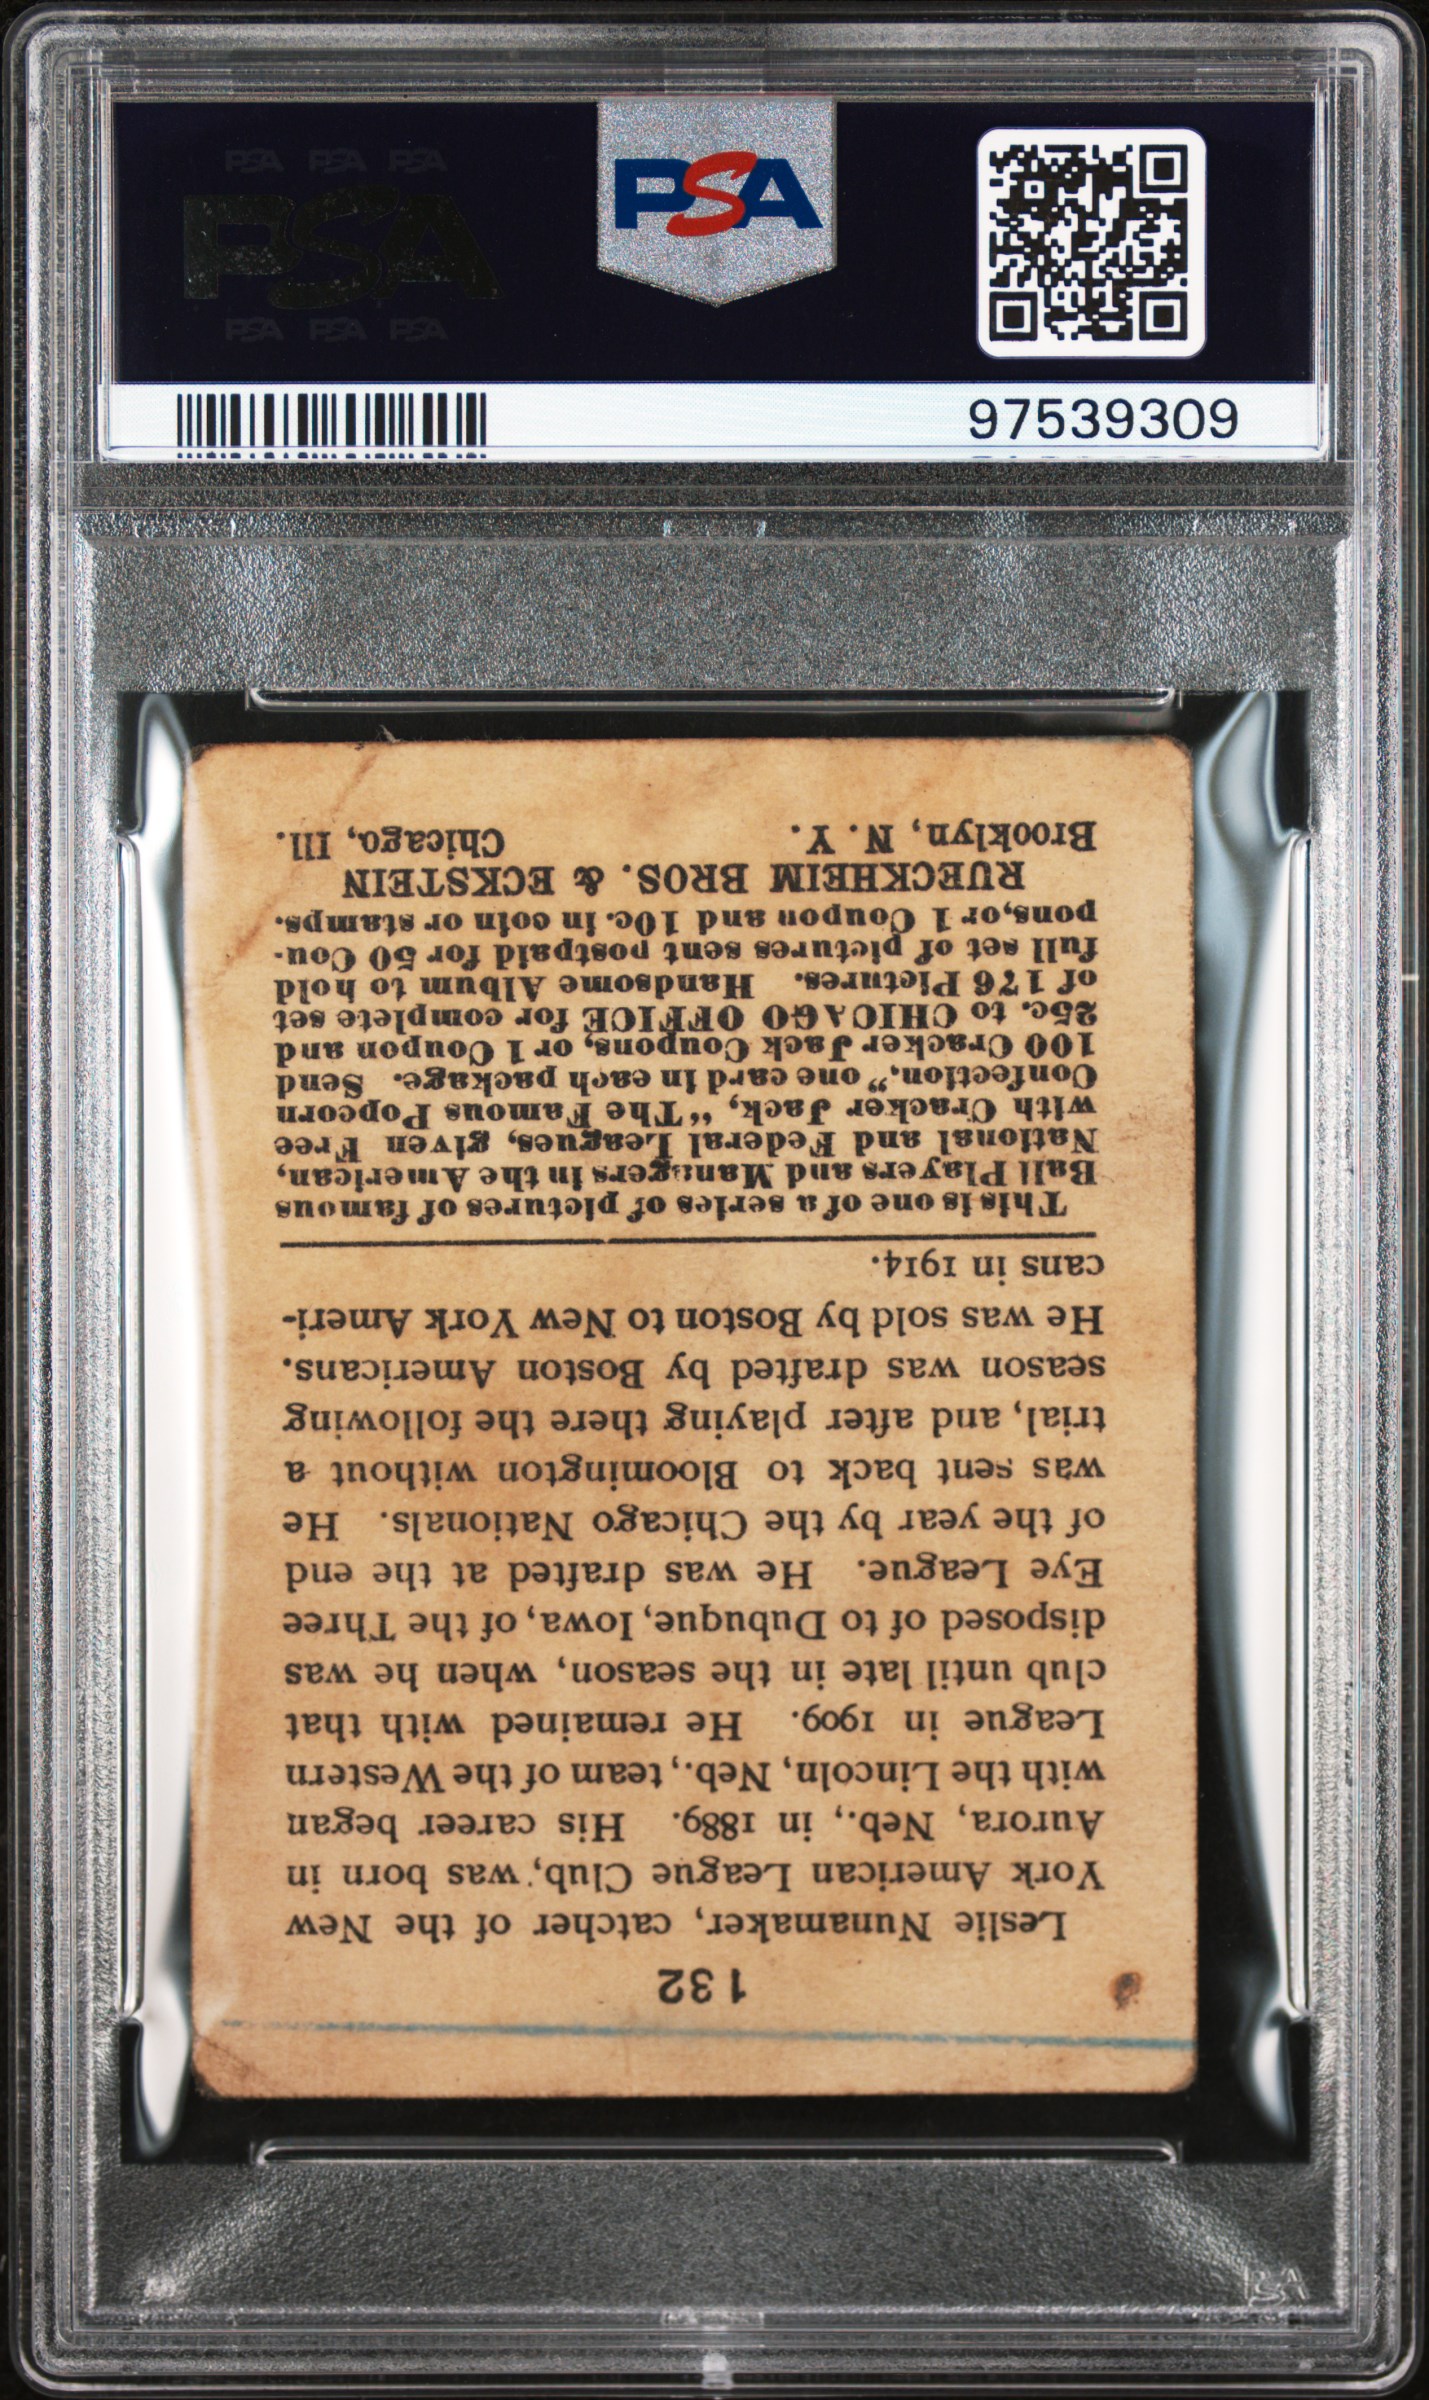 PSA PSA PSA
PSA
PSA PSA PSA
PSA
97539309
132
Leslie Nunamaker, catcher of the New
York American League Club, was born in
Aurora, Neb., in 1889. His career began
with the Lincoln, Neb., team of the Western
League in 1909. He remained with that
club until late in the season, when he was
disposed of to Dubuque, Iowa, of the Three
Eye League. He was drafted at the end
of the year by the Chicago Nationals. He
was sent back to Bloomington without a
trial, and after playing there the following
season was drafted by Boston Americans.
He was sold by Boston to New York Ameri-
cans in 1914.
This is one of a series of pictures of famous
Ball Players and Managers in the American,
National and Federal Leagues, given Free
with Cracker Jack, "The Famous Popcorn
Confection," one card in each package. Send
100 Cracker Jack Coupons, or 1 Coupon and
25c. to CHICAGO OFFICE for complete set
of 176 Pictures. Handsome Album to hold
full set of pictures sent postpaid for 50 Cou-
pons, or 1 Coupon and 10c. in coin or stamps.
RUECKHEIM BROS. & ECKSTEIN
Brooklyn, N. Y. Chicago, Ill.
PSA